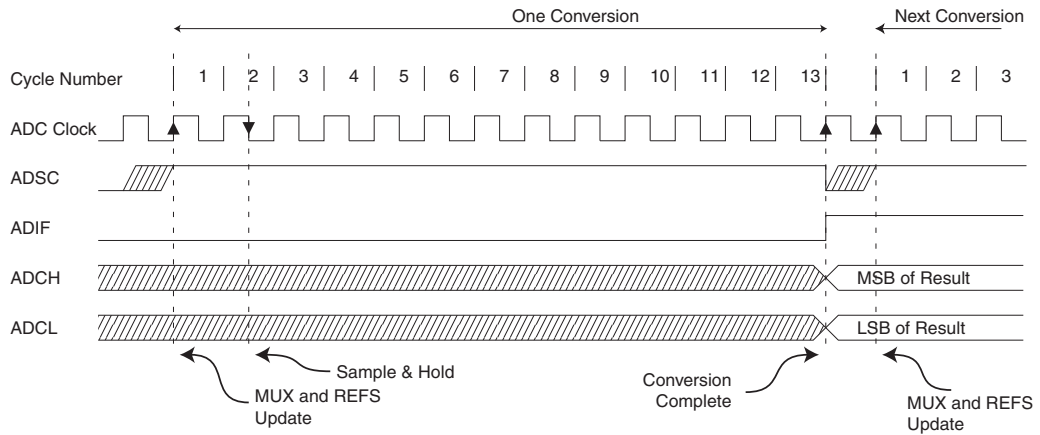 One Conversion
Next Conversion
Cycle Number 1 2 3 4 5 6 7 8 9 10 11 12 13 1 2 3
ADC Clock
ADSC
ADIF
ADCH
MSB of Result
ADCL
LSB of Result
Sample & Hold
MUX and REFS
Update
Conversion
Complete
MUX and REFS
Update